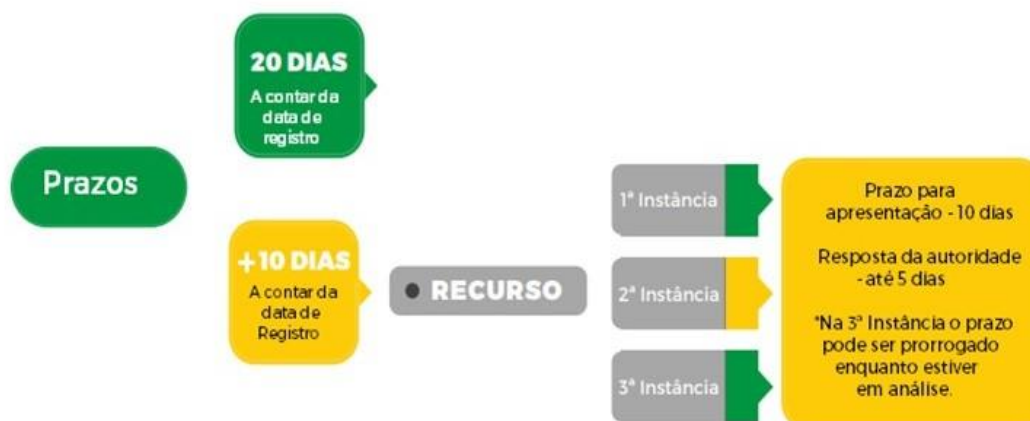 Prazos
20 DIAS
A contar da
data de
registro
+10 DIAS
A contar da
data de
Registro
RECURSO
1ª Instância
2ª Instância
3ª Instância
Prazo para
apresentação - 10 dias
Resposta da autoridade
- até 5 dias
*Na 3ª Instância o prazo
pode ser prorrogado
enquanto estiver
em análise.